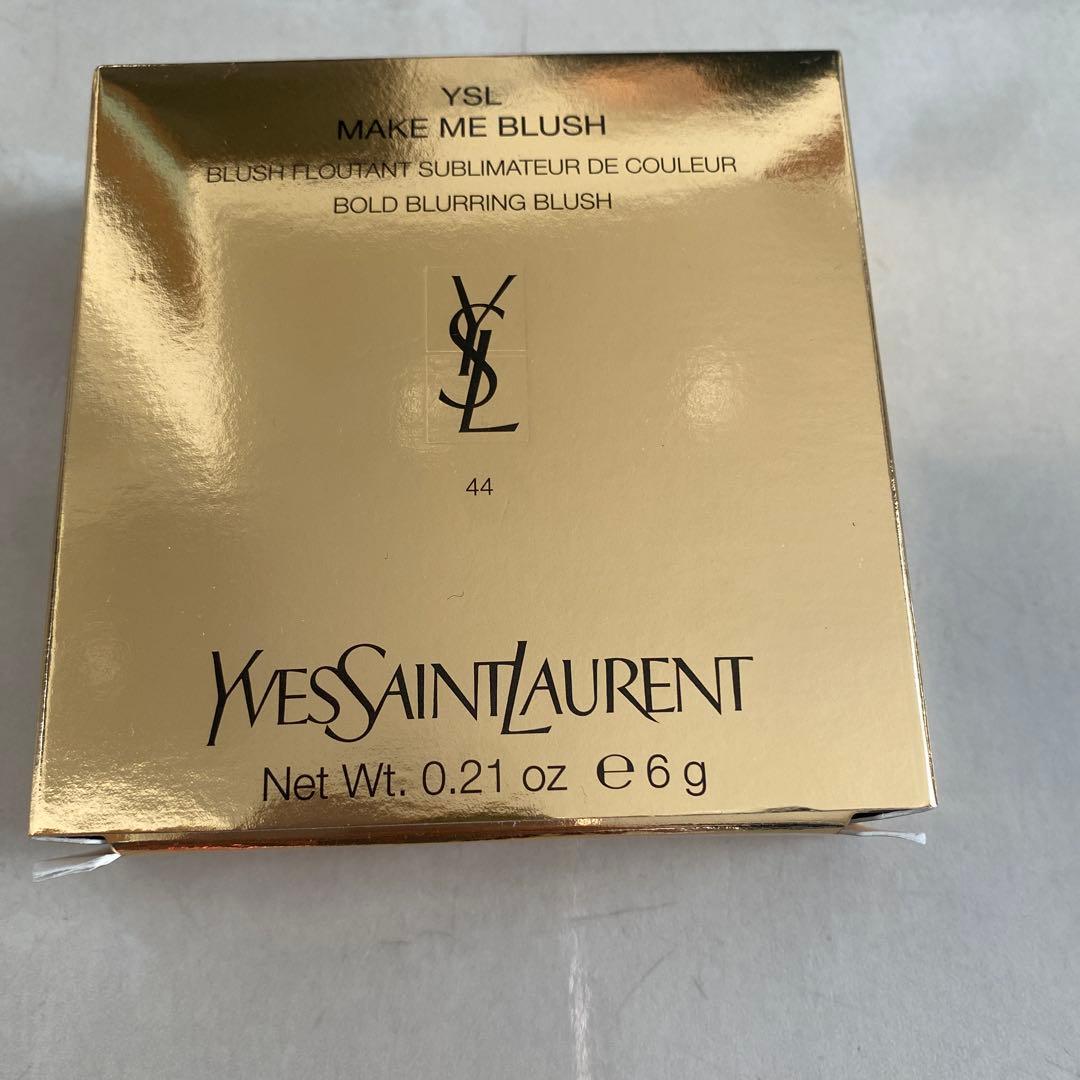 YSL
MAKE ME BLUSH
BLUSH FLOUTANT SUBLIMATEUR DE COULEUR
BOLD BLURRING BLUSH
YSL
44
YVESSAINTLAURENT
Net Wt. 0.21 oz ℮ 6 g